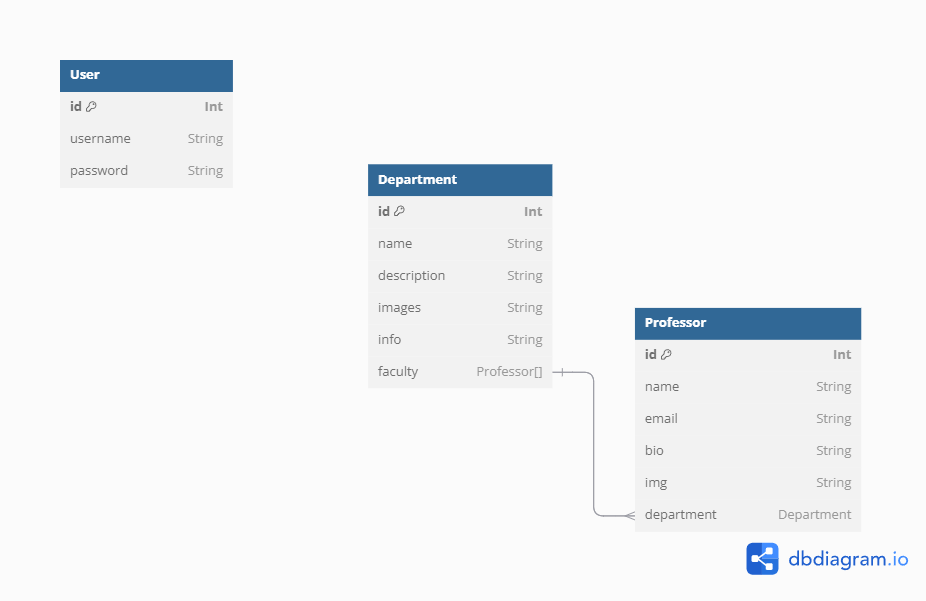 User
id Int
username String
password String
Department
id Int
name String
description String
images String
info String
faculty Professor[]
Professor
id Int
name String
email String
bio String
img String
department Department
dbdiagram.io